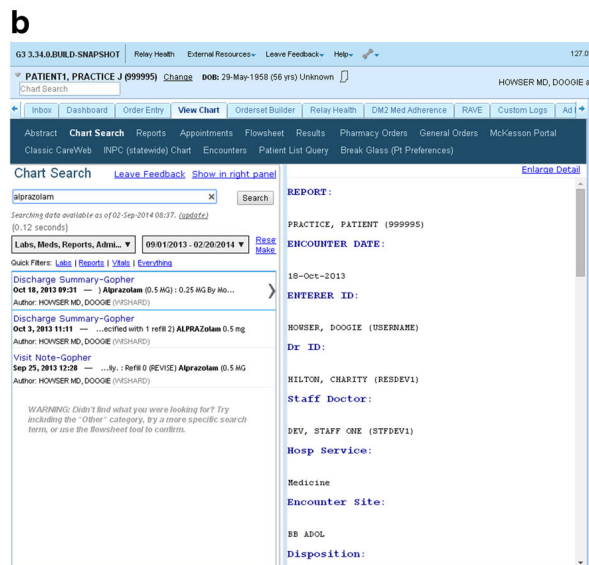 b
G3 3.34.0.BUILD-SNAPSHOT Relay Health External Resources Leave Feedback Help 127.0
PATIENT1, PRACTICE J (999995) Change DOB: 29-May-1958 (56 yrs) Unknown
Chart Search HOWSER MD, DOOGIE a
Inbox Dashboard Order Entry View Chart Orderset Builder Relay Health DM2 Med Adherence RAVE Custom Logs Ad
Abstract Chart Search Reports Appointments Flowsheet Results Pharmacy Orders General Orders McKesson Portal
Classic CareWeb INPC (statewide) Chart Encounters Patient List Query Break Glass (Pt Preferences)
Chart Search Leave Feedback Show in right panel
alprazolam Search
Searching data available as of 02-Sep-2014 08:37. (update)
(0.12 seconds)
Labs, Meds, Reports, Admi... 09/01/2013 - 02/20/2014 Rese
Make
Quick Filters: Labs | Reports | Vitals | Everything
Discharge Summary-Gopher
Oct 18, 2013 09:31 — ) Alprazolam (0.5 MG) : 0.25 MG By Mo...
Author: HOWSER MD, DOOGIE (WISHARD)
Discharge Summary-Gopher
Oct 3, 2013 11:11 — ...ecified with 1 refill 2) ALPRAZolam 0.5 mg
Author: HOWSER MD, DOOGIE (WISHARD)
Visit Note-Gopher
Sep 25, 2013 12:28 — ...ily. : Refill 0 (REVISE) Alprazolam (0.5 MG
Author: HOWSER MD, DOOGIE (WISHARD)
WARNING: Didn't find what you were looking for? Try
including the "Other" category, try a more specific search
term, or use the flowsheet tool to confirm.
Enlarge Detail
REPORT:
PRACTICE, PATIENT (999995)
ENCOUNTER DATE:
18-Oct-2013
ENTERER ID:
HOWSER, DOOGIE (USERNAME)
Dr ID:
HILTON, CHARITY (RESDEV1)
Staff Doctor:
DEV, STAFF ONE (STFDEV1)
Hosp Service:
Medicine
Encounter Site:
BB ADOL
Disposition: